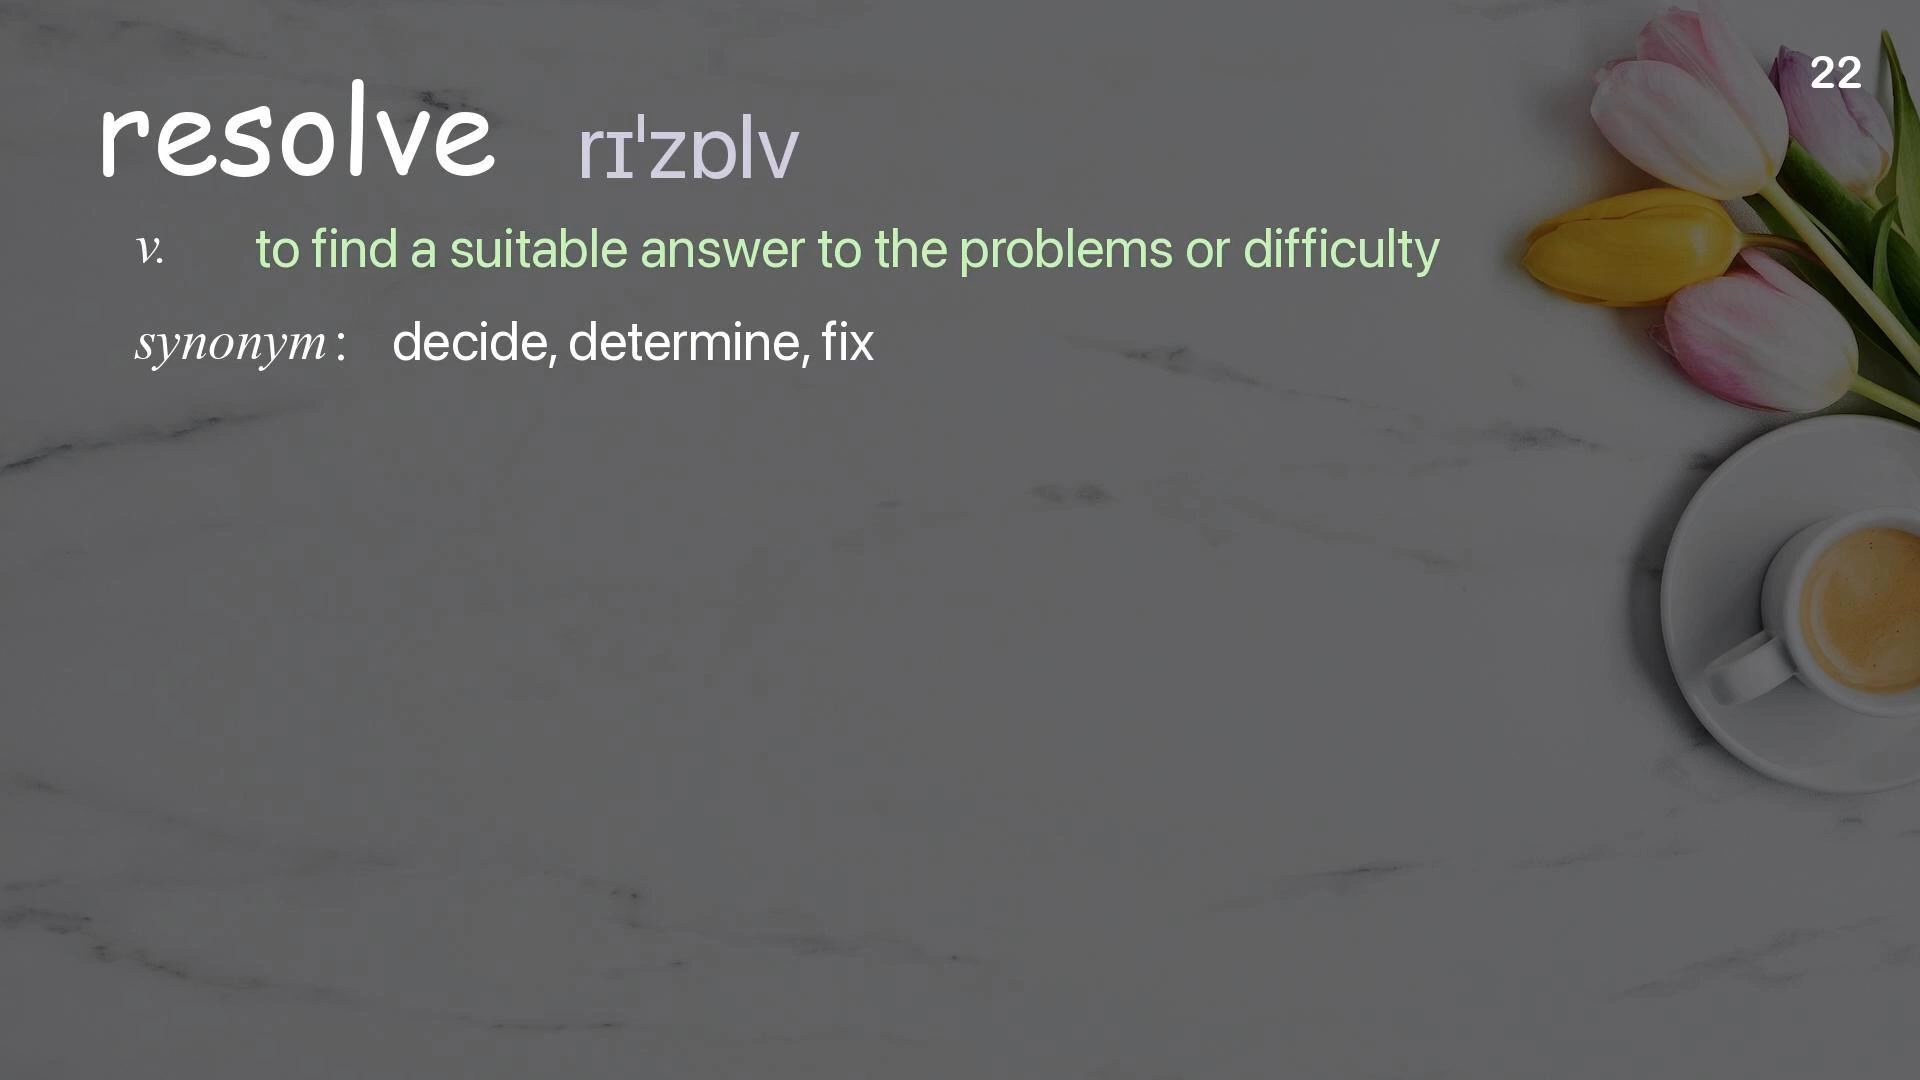 22
resolve rɪˈzɒlv
v. to find a suitable answer to the problems or difficulty
synonym : decide, determine, fix